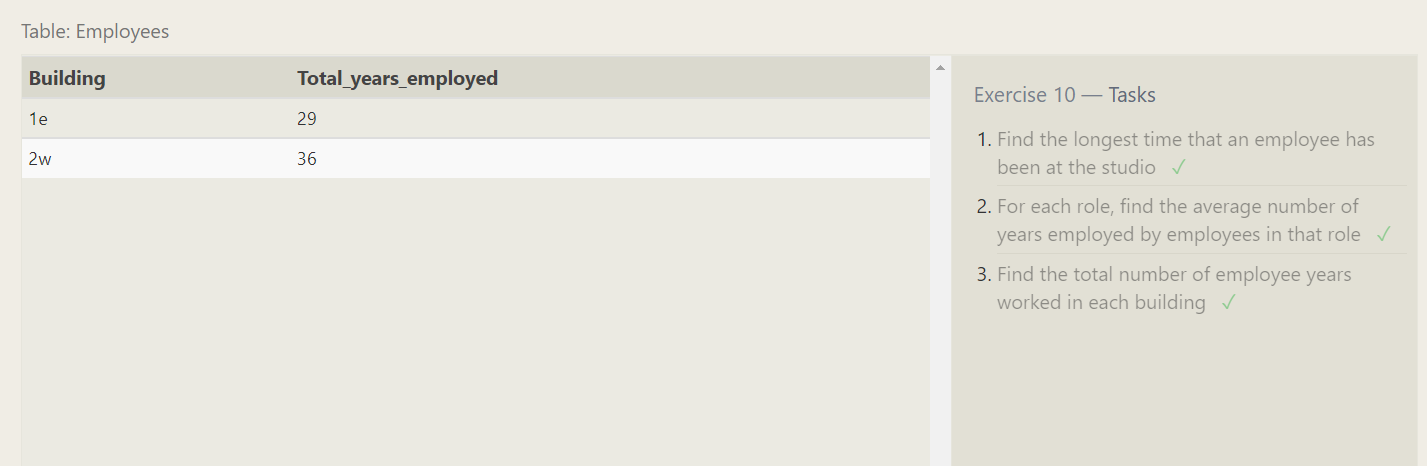 Table: Employees
Building Total_years_employed
1e 29
2w 36
Exercise 10 — Tasks
1. Find the longest time that an employee has
been at the studio ✓
2. For each role, find the average number of
years employed by employees in that role ✓
3. Find the total number of employee years
worked in each building ✓